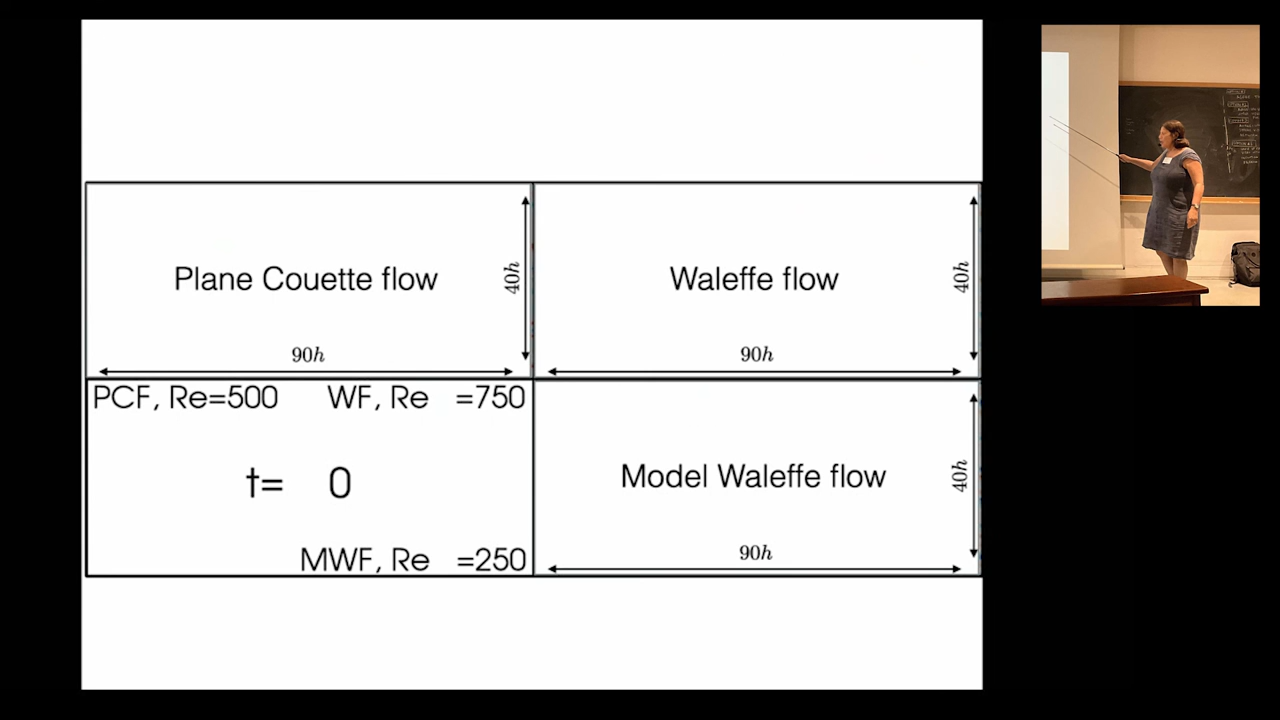 Plane Couette flow
40h
90h
Waleffe flow
40h
90h
PCF, Re=500 WF, Re =750
t= 0
MWF, Re =250
Model Waleffe flow
40h
90h